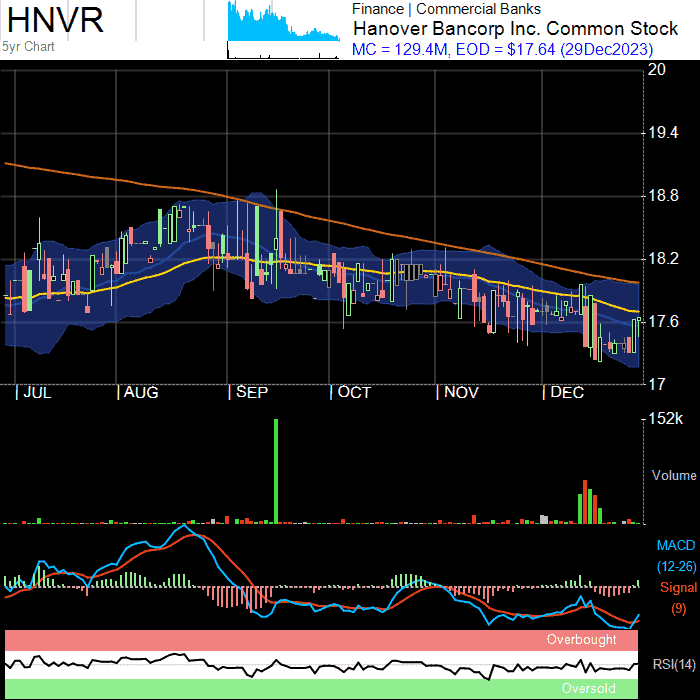 HNVR
5yr Chart
Finance | Commercial Banks
Hanover Bancorp Inc. Common Stock
MC = 129.4M, EOD = $17.64 (29Dec2023)
20
19.4
18.8
18.2
17.6
17
| JUL | AUG | SEP | OCT | NOV | DEC
152k
Volume
MACD
(12-26)
Signal
(9)
Overbought
RSI(14)
Oversold